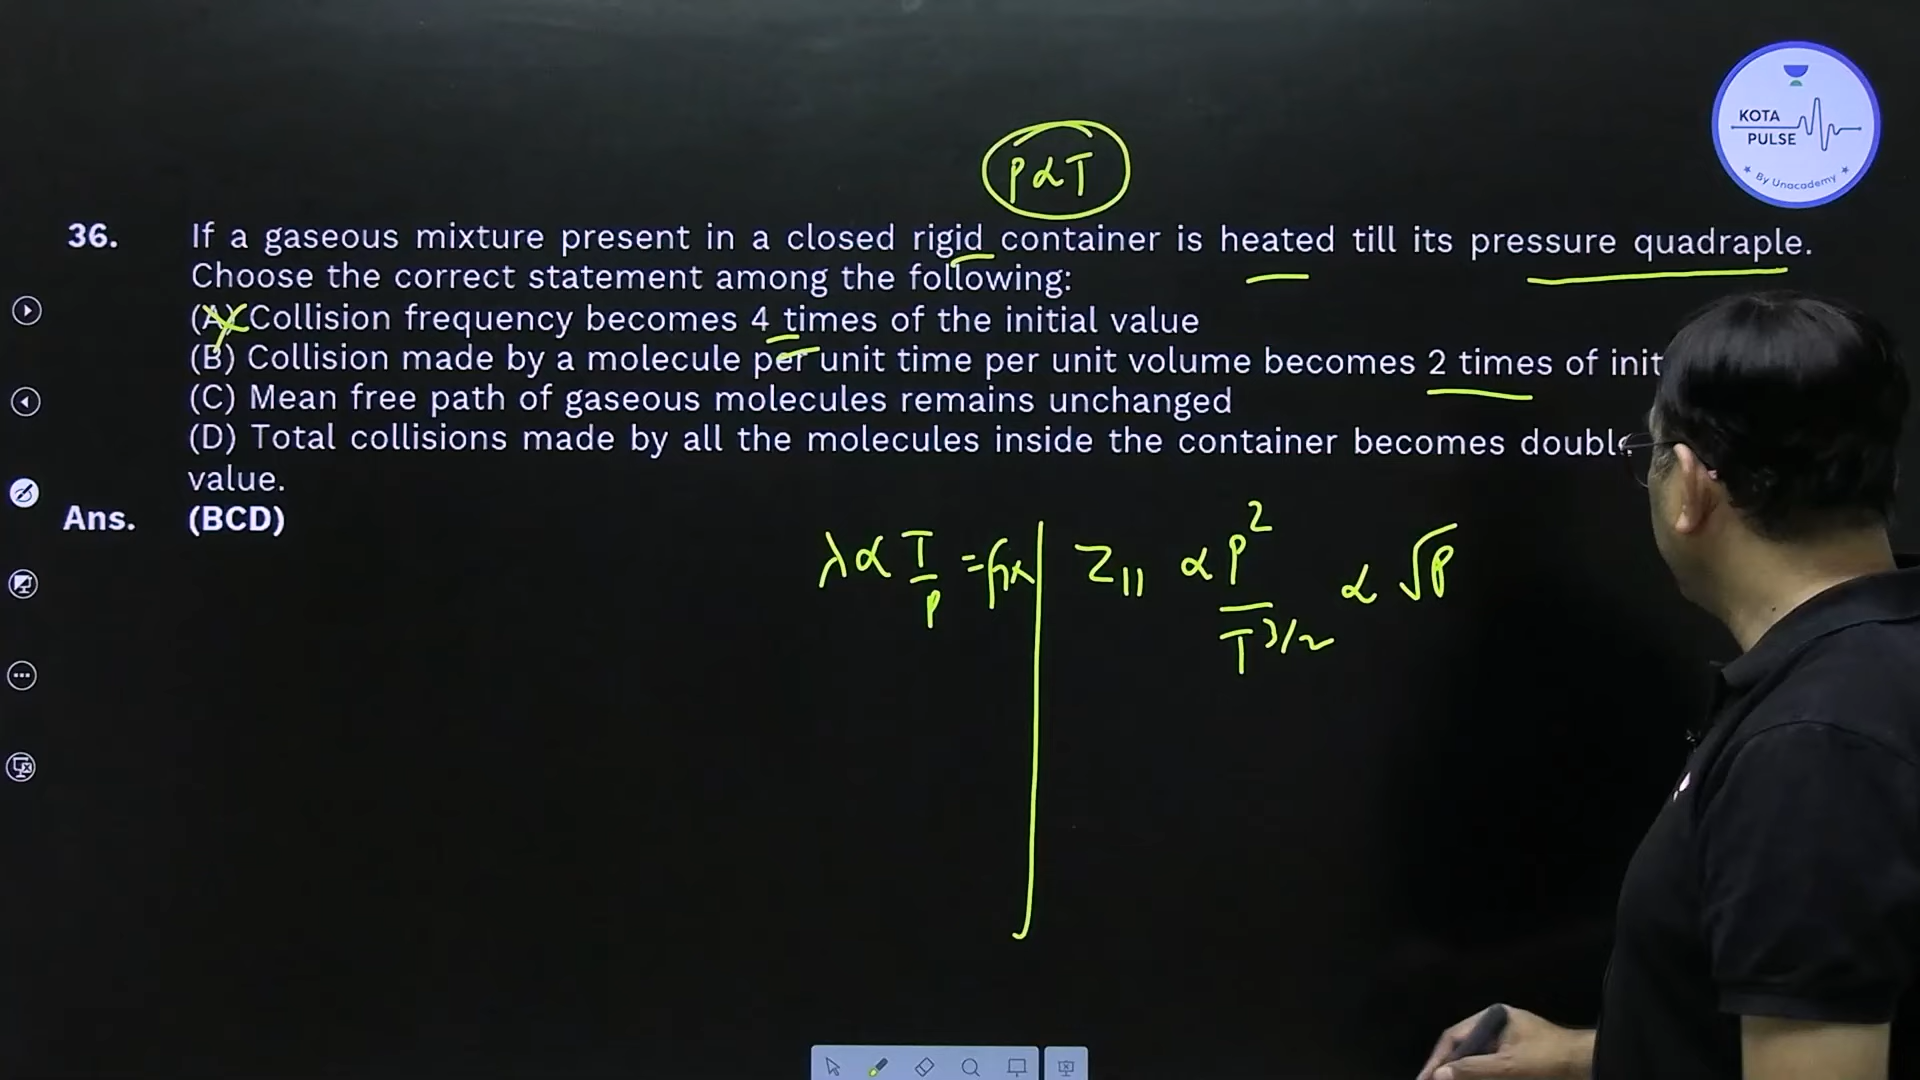 KOTA
PULSE
By Unacademy
P α T
36. If a gaseous mixture present in a closed rigid container is heated till its pressure quadraple.
Choose the correct statement among the following:
(A) Collision frequency becomes 4 times of the initial value
(B) Collision made by a molecule per unit time per unit volume becomes 2 times of init
(C) Mean free path of gaseous molecules remains unchanged
(D) Total collisions made by all the molecules inside the container becomes double
value.
Ans. (BCD)
λ α T/P = fix
Z11 α P²/T^3/2 α √P